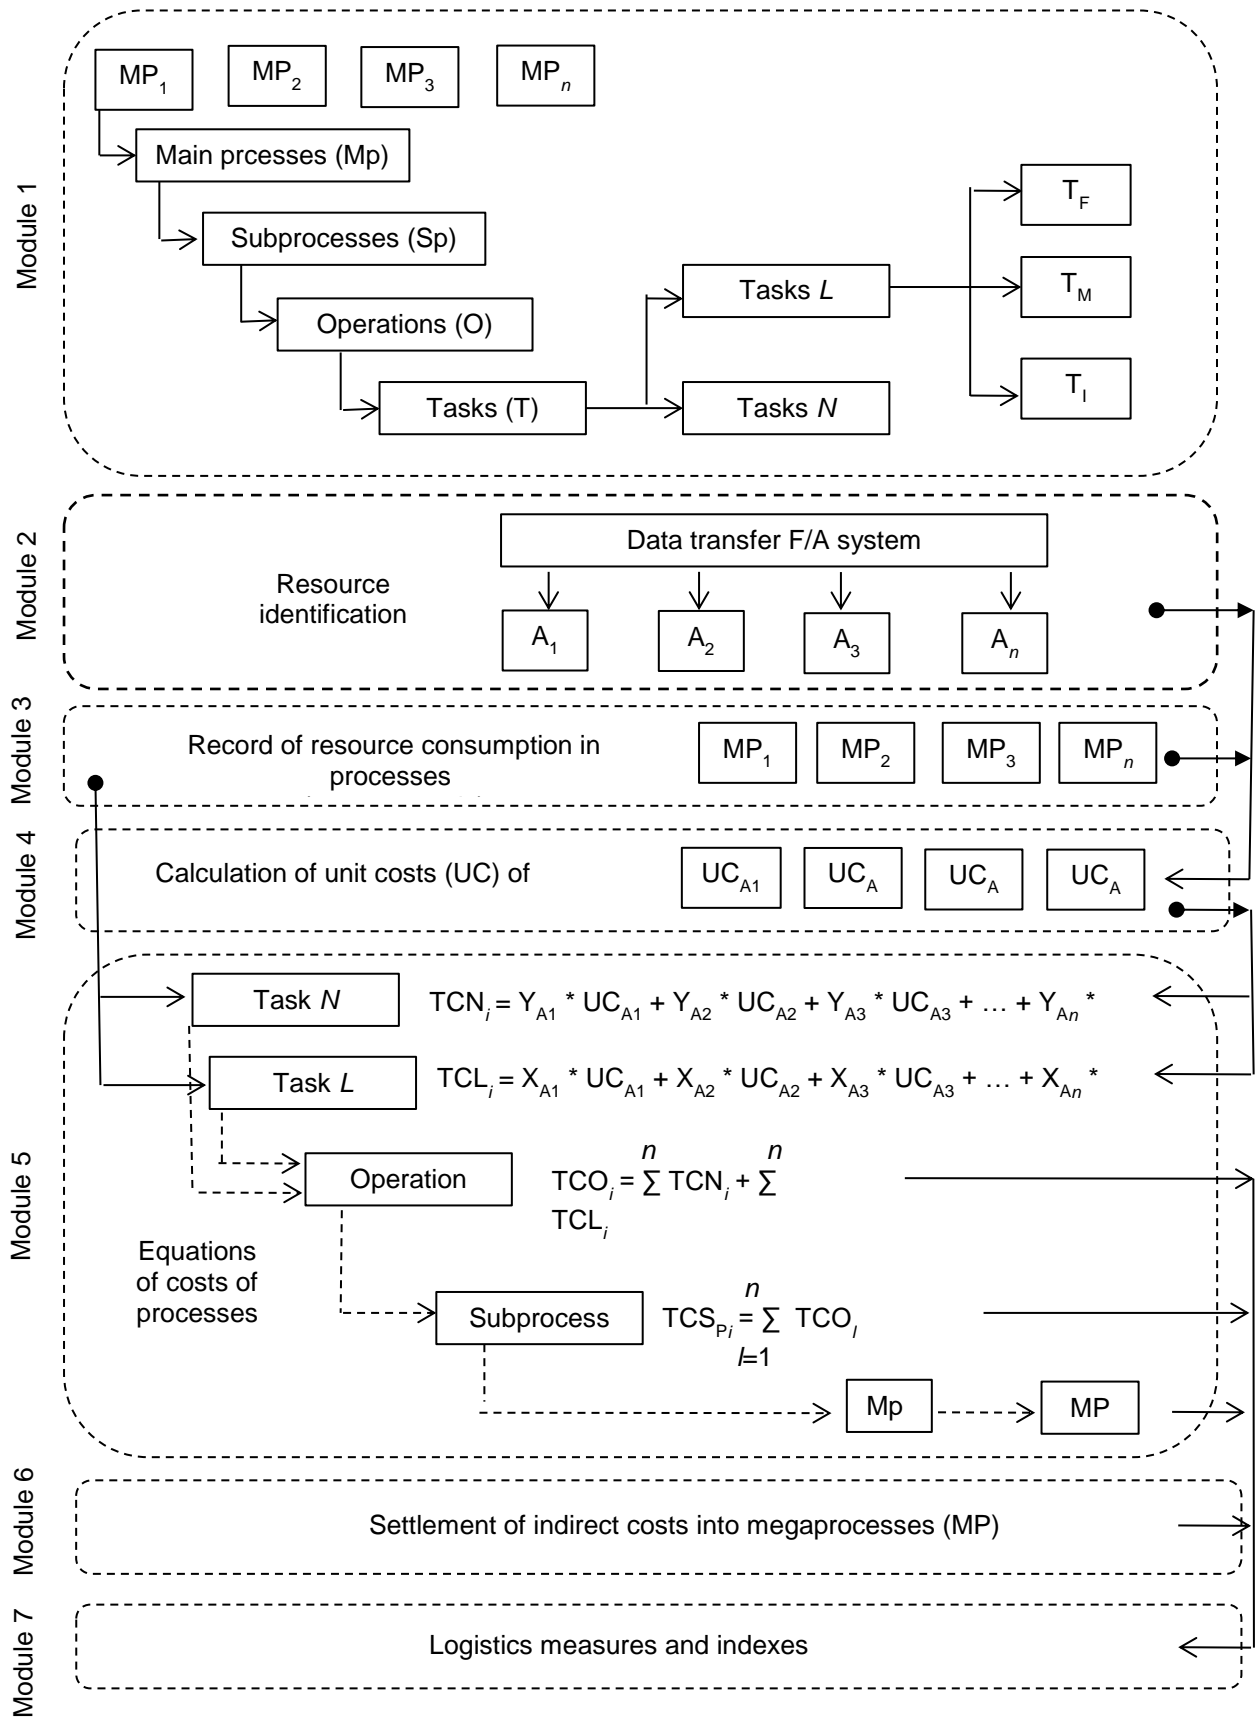 Module 1
MP1 MP2 MP3 MPn
Main prcesses (Mp)
Subprocesses (Sp)
Operations (O)
Tasks (T)
Tasks L
Tasks N
TF
TM
TI
Module 2
Resource
identification
Data transfer F/A system
A1 A2 A3 An
Module 3
Record of resource consumption in
processes
MP1 MP2 MP3 MPn
Module 4
Calculation of unit costs (UC) of
UCA1 UCA UCA UCA
Module 5
Task N
TCNi = YA1 * UCA1 + YA2 * UCA2 + YA3 * UCA3 + … + YAn *
Task L
TCLi = XA1 * UCA1 + XA2 * UCA2 + XA3 * UCA3 + … + XAn *
Operation
n n
TCOi = ∑ TCNi + ∑
TCLi
Equations
of costs of
processes
Subprocess
n
TCSPi = ∑ TCOl
l=1
Mp
MP
Module 6
Settlement of indirect costs into megaprocesses (MP)
Module 7
Logistics measures and indexes